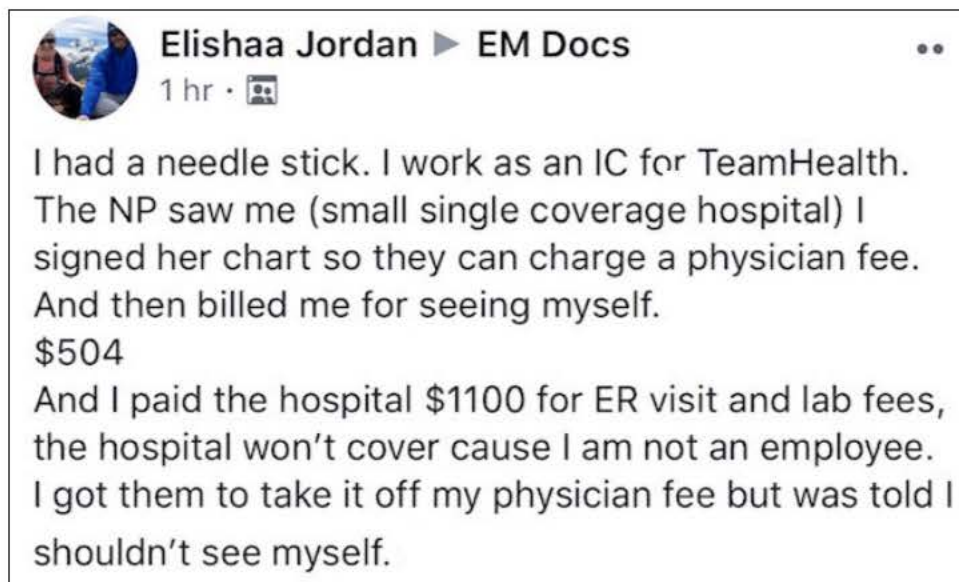 Elishaa Jordan ▶ EM Docs
1 hr ·
I had a needle stick. I work as an IC for TeamHealth.
The NP saw me (small single coverage hospital) I
signed her chart so they can charge a physician fee.
And then billed me for seeing myself.
$504
And I paid the hospital $1100 for ER visit and lab fees,
the hospital won't cover cause I am not an employee.
I got them to take it off my physician fee but was told I
shouldn't see myself.